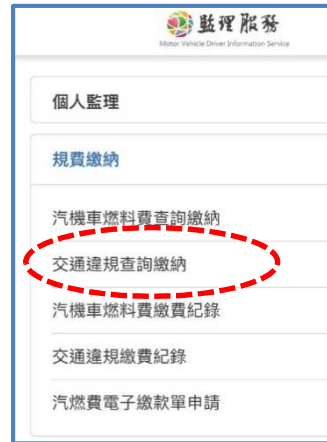 監理服務
Motor Vehicle Driver Information Service
個人監理
規費繳納
汽機車燃料費查詢繳納
交通違規查詢繳納
汽機車燃料費繳費紀錄
交通違規繳費紀錄
汽燃費電子繳款單申請